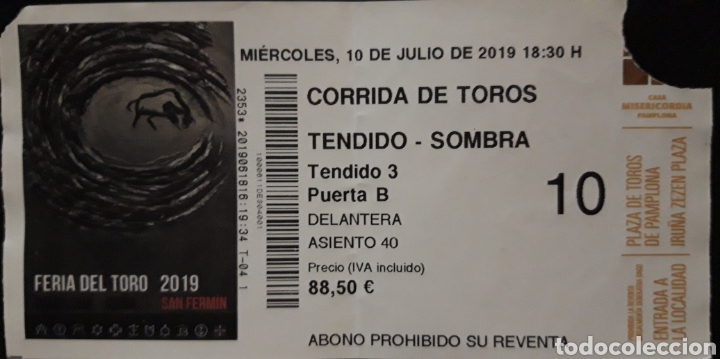 MIÉRCOLES, 10 DE JULIO DE 2019 18:30 H
CORRIDA DE TOROS
TENDIDO - SOMBRA
Tendido 3
Puerta B
DELANTERA
ASIENTO 40
Precio (IVA incluido)
88,50 €
ABONO PROHIBIDO SU REVENTA
10
2353* 20190618 16:19:34 T-04 1
FERIA DEL TORO 2019
SAN FERMIN
CASA
MISERICORDIA
PAMPLONA
PLAZA DE TOROS
DE PAMPLONA
IRUÑA ZEZEN PLAZA
ENTRADA A
LA LOCALIDAD
todocoleccion